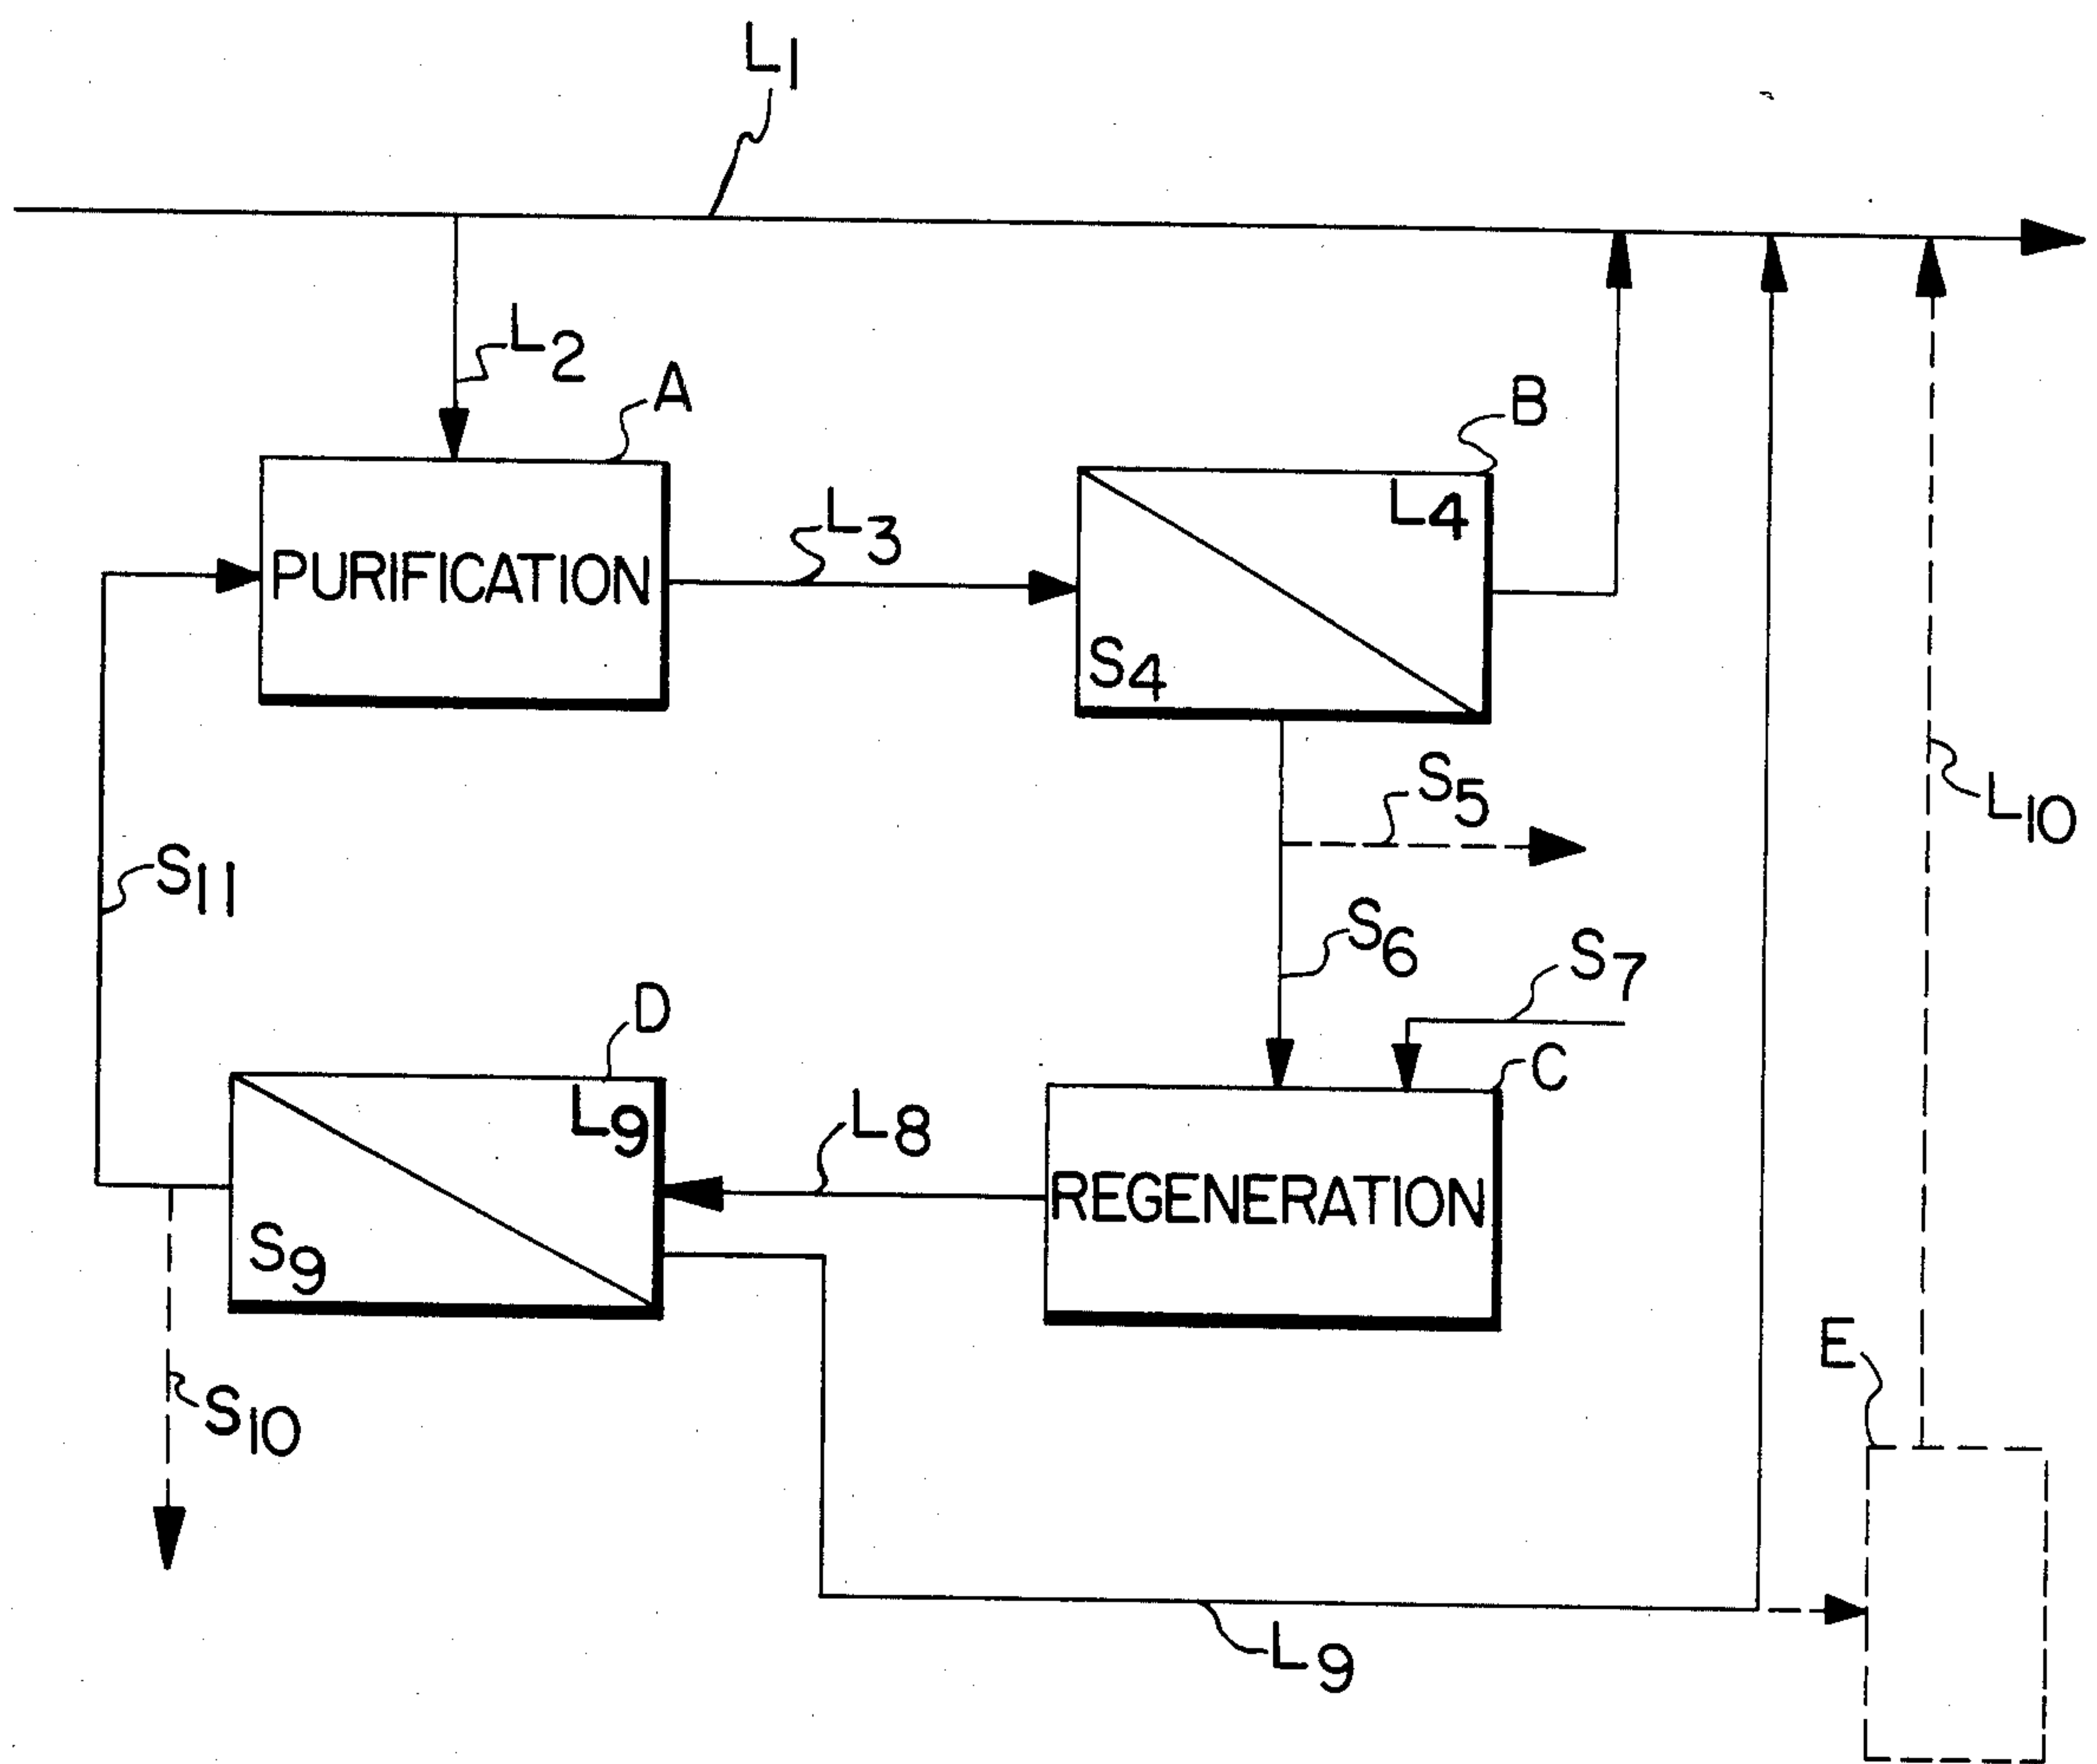 L1
L2
A
B
L3
L4
PURIFICATION
S4
S5
L10
S11
S6
S7
D
C
L9
L8
REGENERATION
S9
E
S10
L9